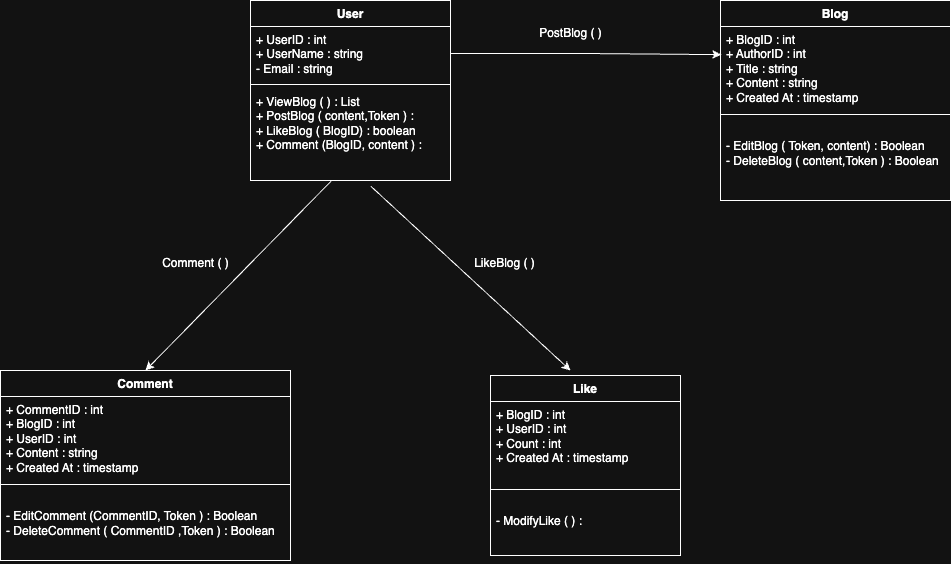 User
+ UserID : int
+ UserName : string
- Email : string
+ ViewBlog ( ) : List
+ PostBlog ( content,Token ) :
+ LikeBlog ( BlogID) : boolean
+ Comment (BlogID, content ) :
PostBlog ( )
Blog
+ BlogID : int
+ AuthorID : int
+ Title : string
+ Content : string
+ Created At : timestamp
- EditBlog ( Token, content) : Boolean
- DeleteBlog ( content,Token ) : Boolean
Comment ( )
LikeBlog ( )
Comment
+ CommentID : int
+ BlogID : int
+ UserID : int
+ Content : string
+ Created At : timestamp
- EditComment (CommentID, Token ) : Boolean
- DeleteComment ( CommentID ,Token ) : Boolean
Like
+ BlogID : int
+ UserID : int
+ Count : int
+ Created At : timestamp
- ModifyLike ( ) :